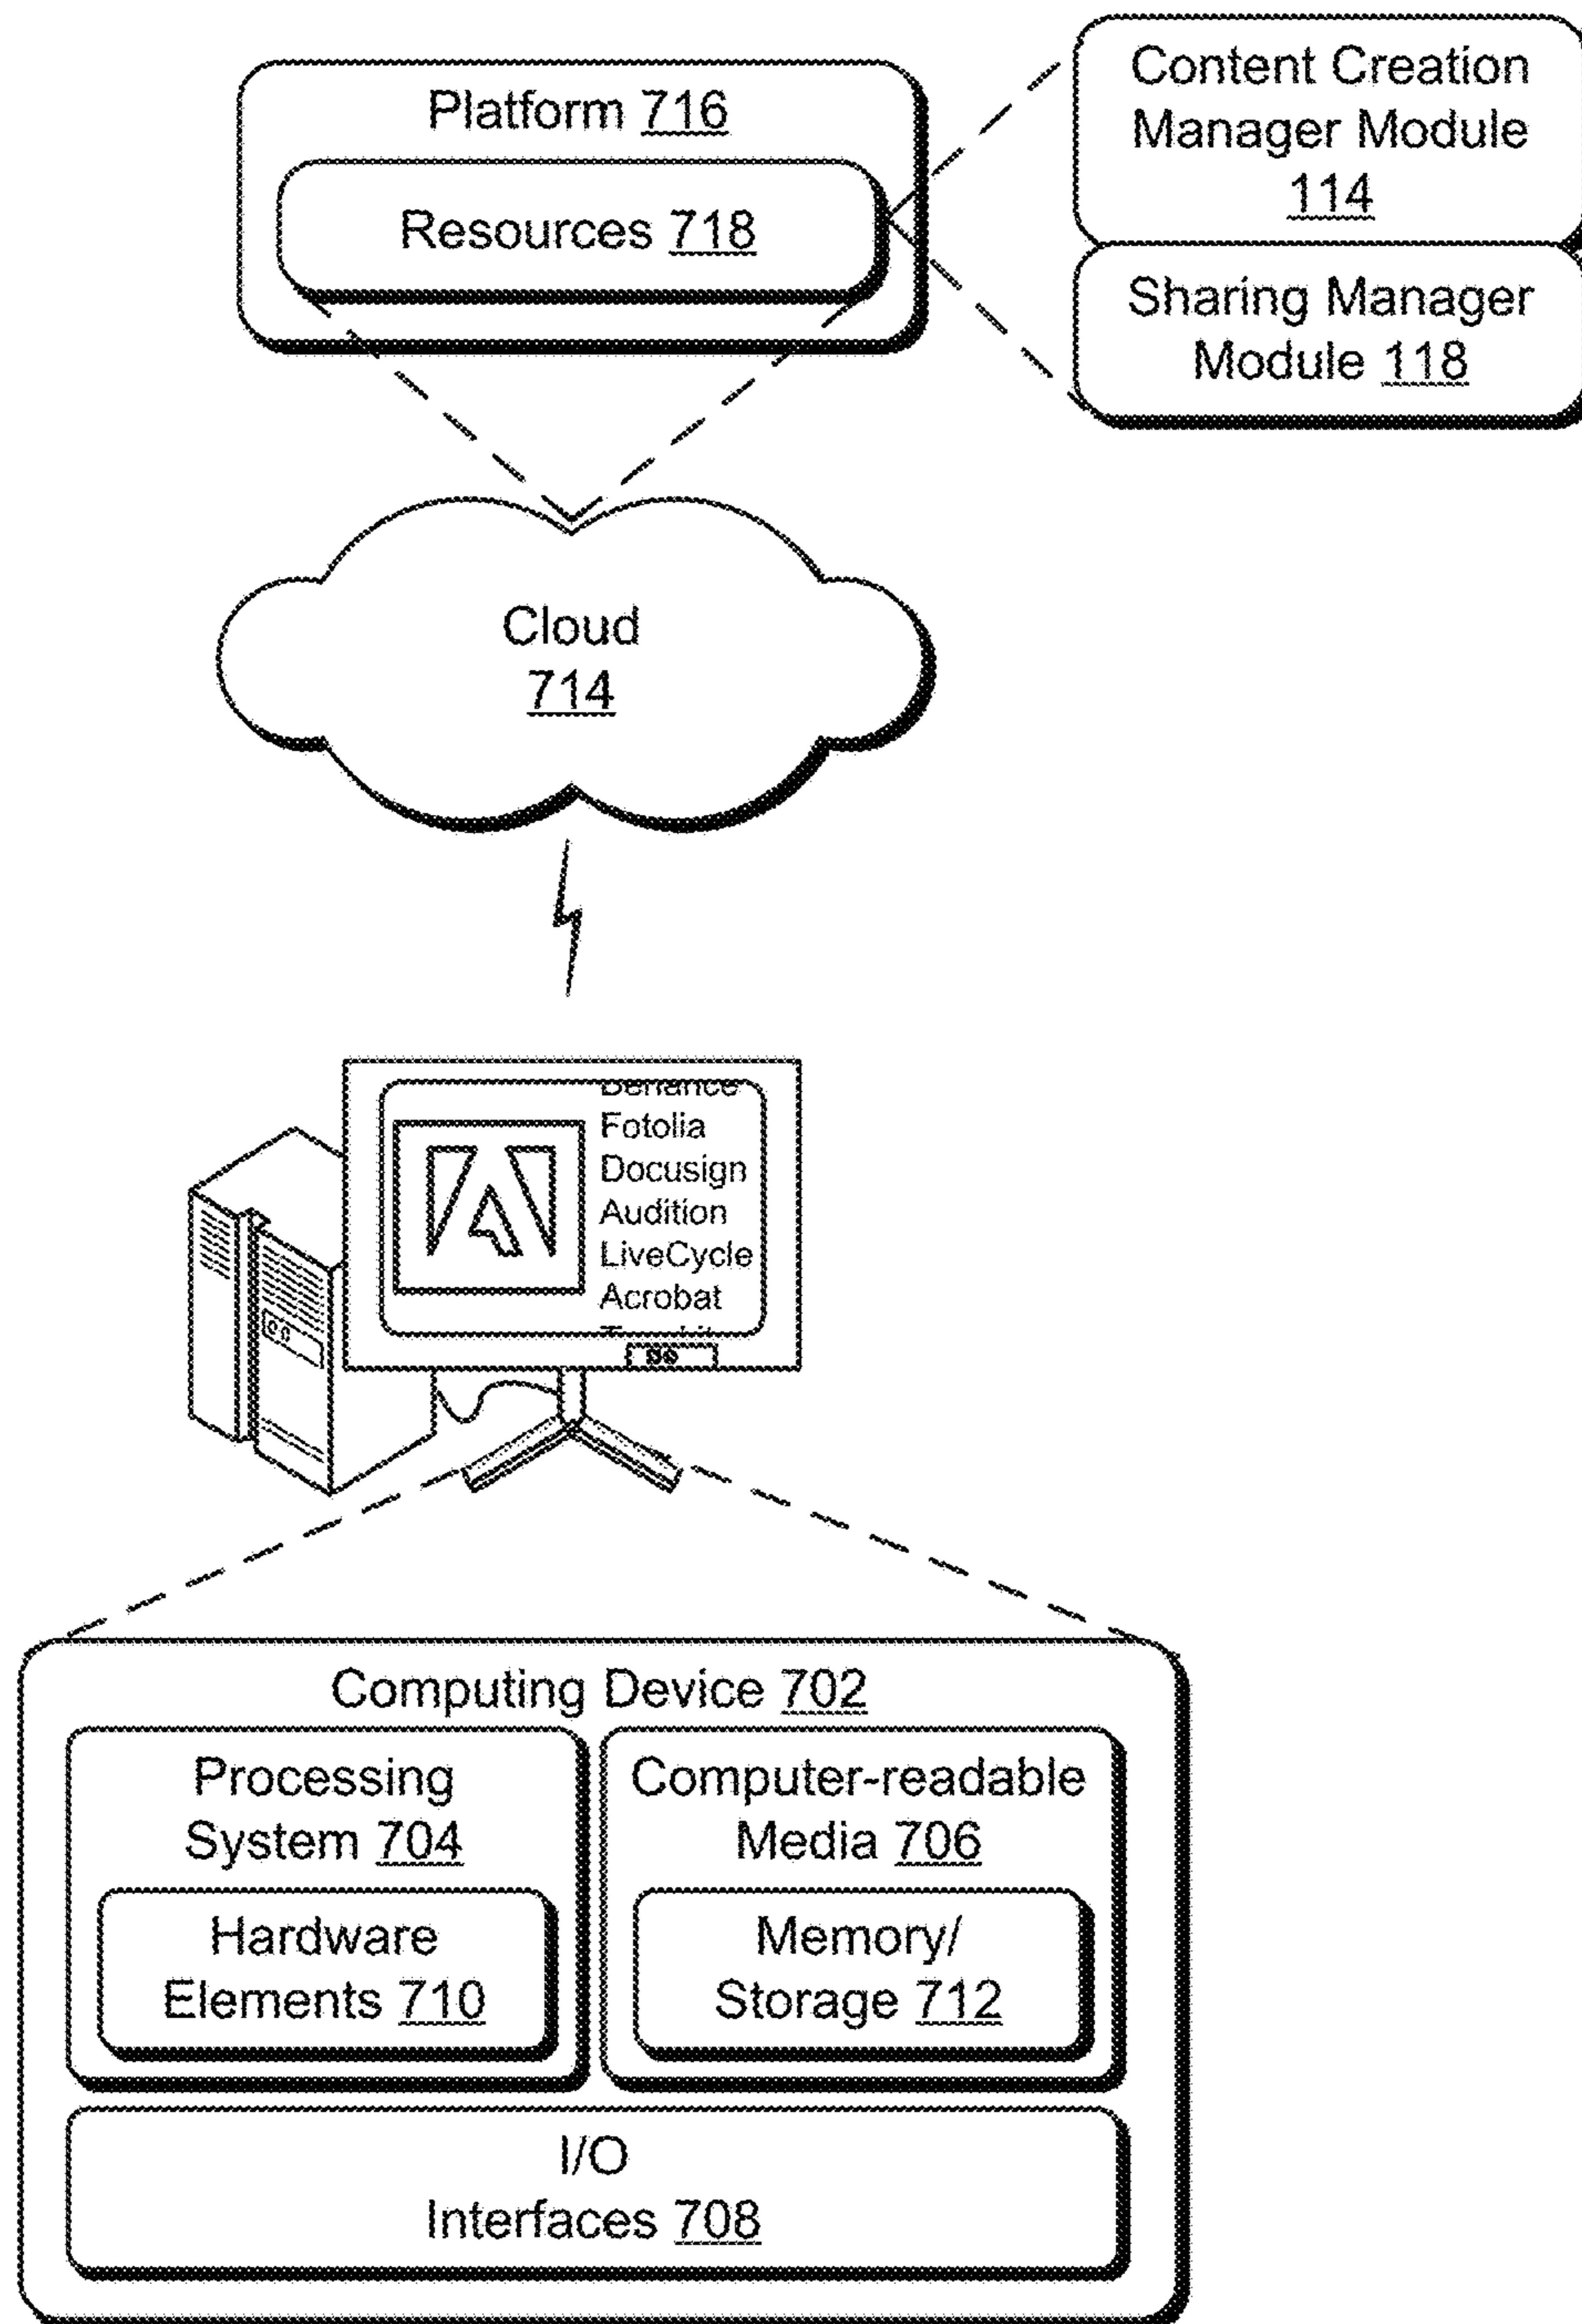 Platform 716
Resources 718
Content Creation
Manager Module
114
Sharing Manager
Module 118
Cloud
714
Fotolia
Docusign
Audition
LiveCycle
Acrobat
Computing Device 702
Processing
System 704
Hardware
Elements 710
Computer-readable
Media 706
Memory/
Storage 712
I/O
Interfaces 708